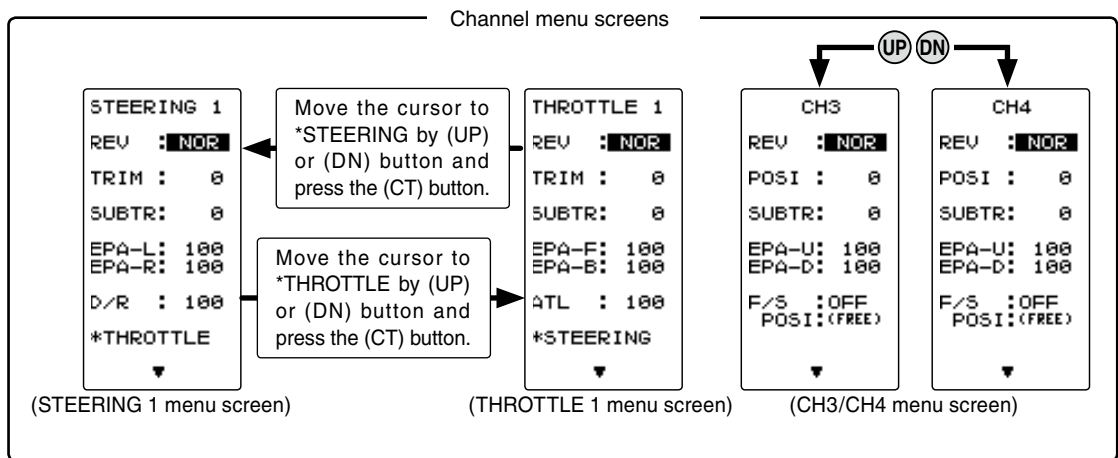 Channel menu screens
UP DN
STEERING 1
REV : NOR
TRIM : 0
SUBTR: 0
EPA-L: 100
EPA-R: 100
D/R : 100
*THROTTLE
▼
(STEERING 1 menu screen)
Move the cursor to
*STEERING by (UP)
or (DN) button and
press the (CT) button.
Move the cursor to
*THROTTLE by (UP)
or (DN) button and
press the (CT) button.
THROTTLE 1
REV : NOR
TRIM : 0
SUBTR: 0
EPA-F: 100
EPA-B: 100
ATL : 100
*STEERING
▼
(THROTTLE 1 menu screen)
CH3
REV : NOR
POSI : 0
SUBTR: 0
EPA-U: 100
EPA-D: 100
F/S :OFF
POSI:(FREE)
▼
CH4
REV : NOR
POSI : 0
SUBTR: 0
EPA-U: 100
EPA-D: 100
F/S :OFF
POSI:(FREE)
▼
(CH3/CH4 menu screen)